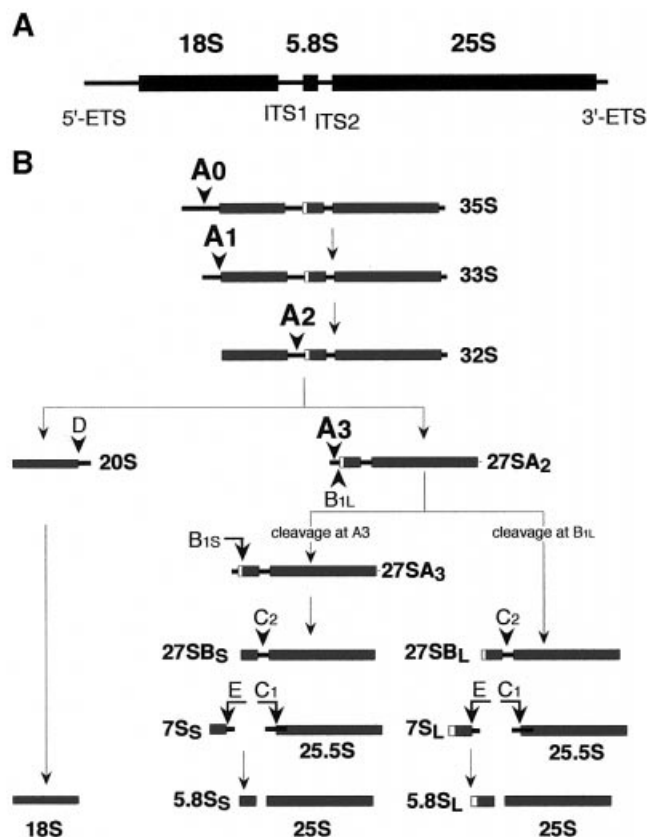 A
18S 5.8S 25S
5'-ETS ITS1 ITS2 3'-ETS
B
A0
35S
A1
33S
A2
32S
D
20S
A3
27SA2
B1L
cleavage at A3
cleavage at B1L
B1S
27SA3
C2
27SBS
C2
27SBL
E C1
7SS
25.5S
E C1
7SL
25.5S
18S
5.8SS
25S
5.8SL
25S